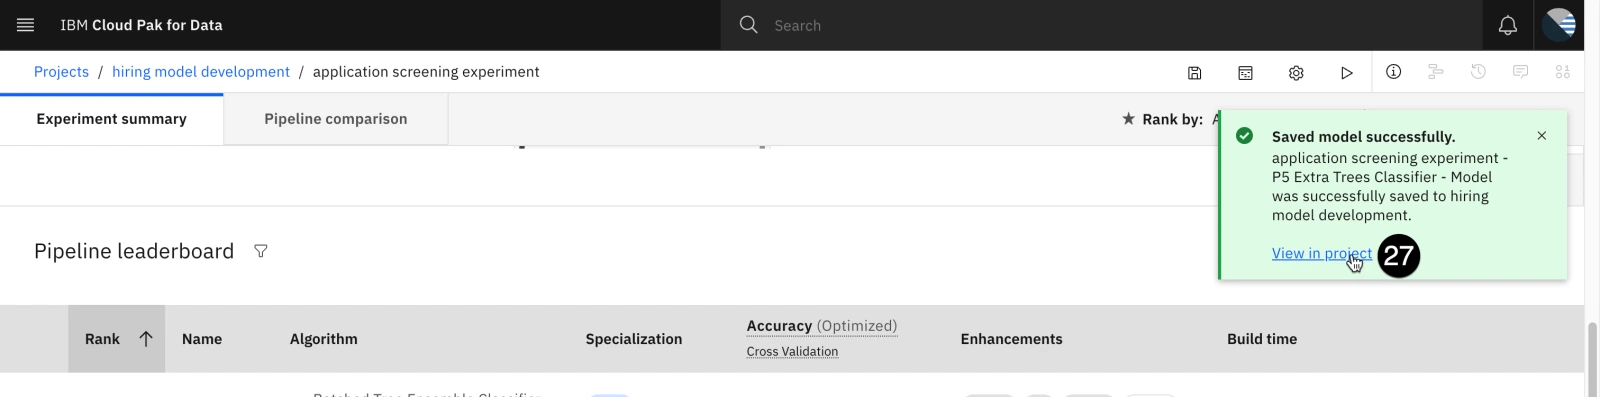 IBM Cloud Pak for Data
Search
Projects / hiring model development / application screening experiment
Experiment summary
Pipeline comparison
★ Rank by:
Saved model successfully.
application screening experiment -
P5 Extra Trees Classifier - Model
was successfully saved to hiring
model development.
View in project
27
Pipeline leaderboard
Rank
Name
Algorithm
Specialization
Accuracy (Optimized)
Cross Validation
Enhancements
Build time